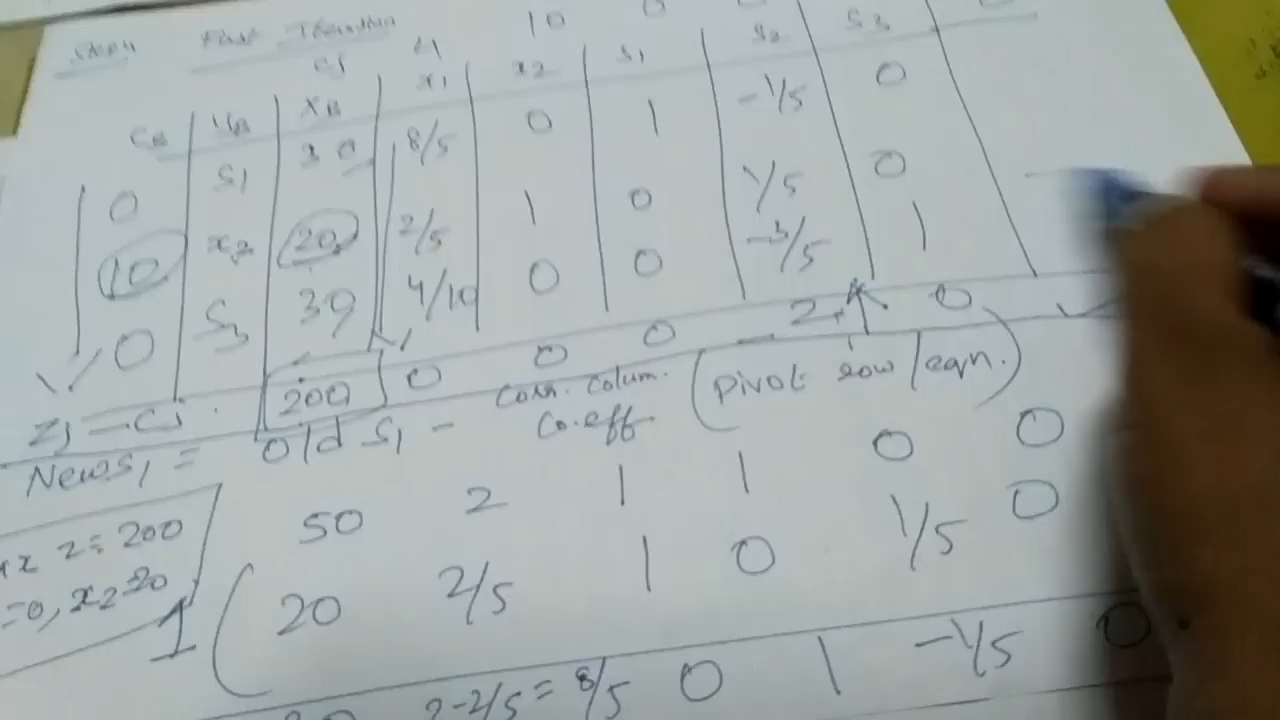 First Iteration
Cj 4 10 0
CB YB XB x1 x2 S1 S2 S3
0 S1 30 8/5 0 1 -1/5 0
10 x2 20 2/5 1 0 1/5 0
0 S3 39 4/10 0 0 -3/5 1
Zj - Cj 200 0 0 0 2 0
New S1 = Old S1 - Corr. Colum. Co.eff. (Pivot row/eqn.)
50 2 1 1 0 0
1 ( 20 2/5 1 0 1/5 0
2-2/5 = 8/5 0 1 -1/5 0
x z = 200
=0, x2=20